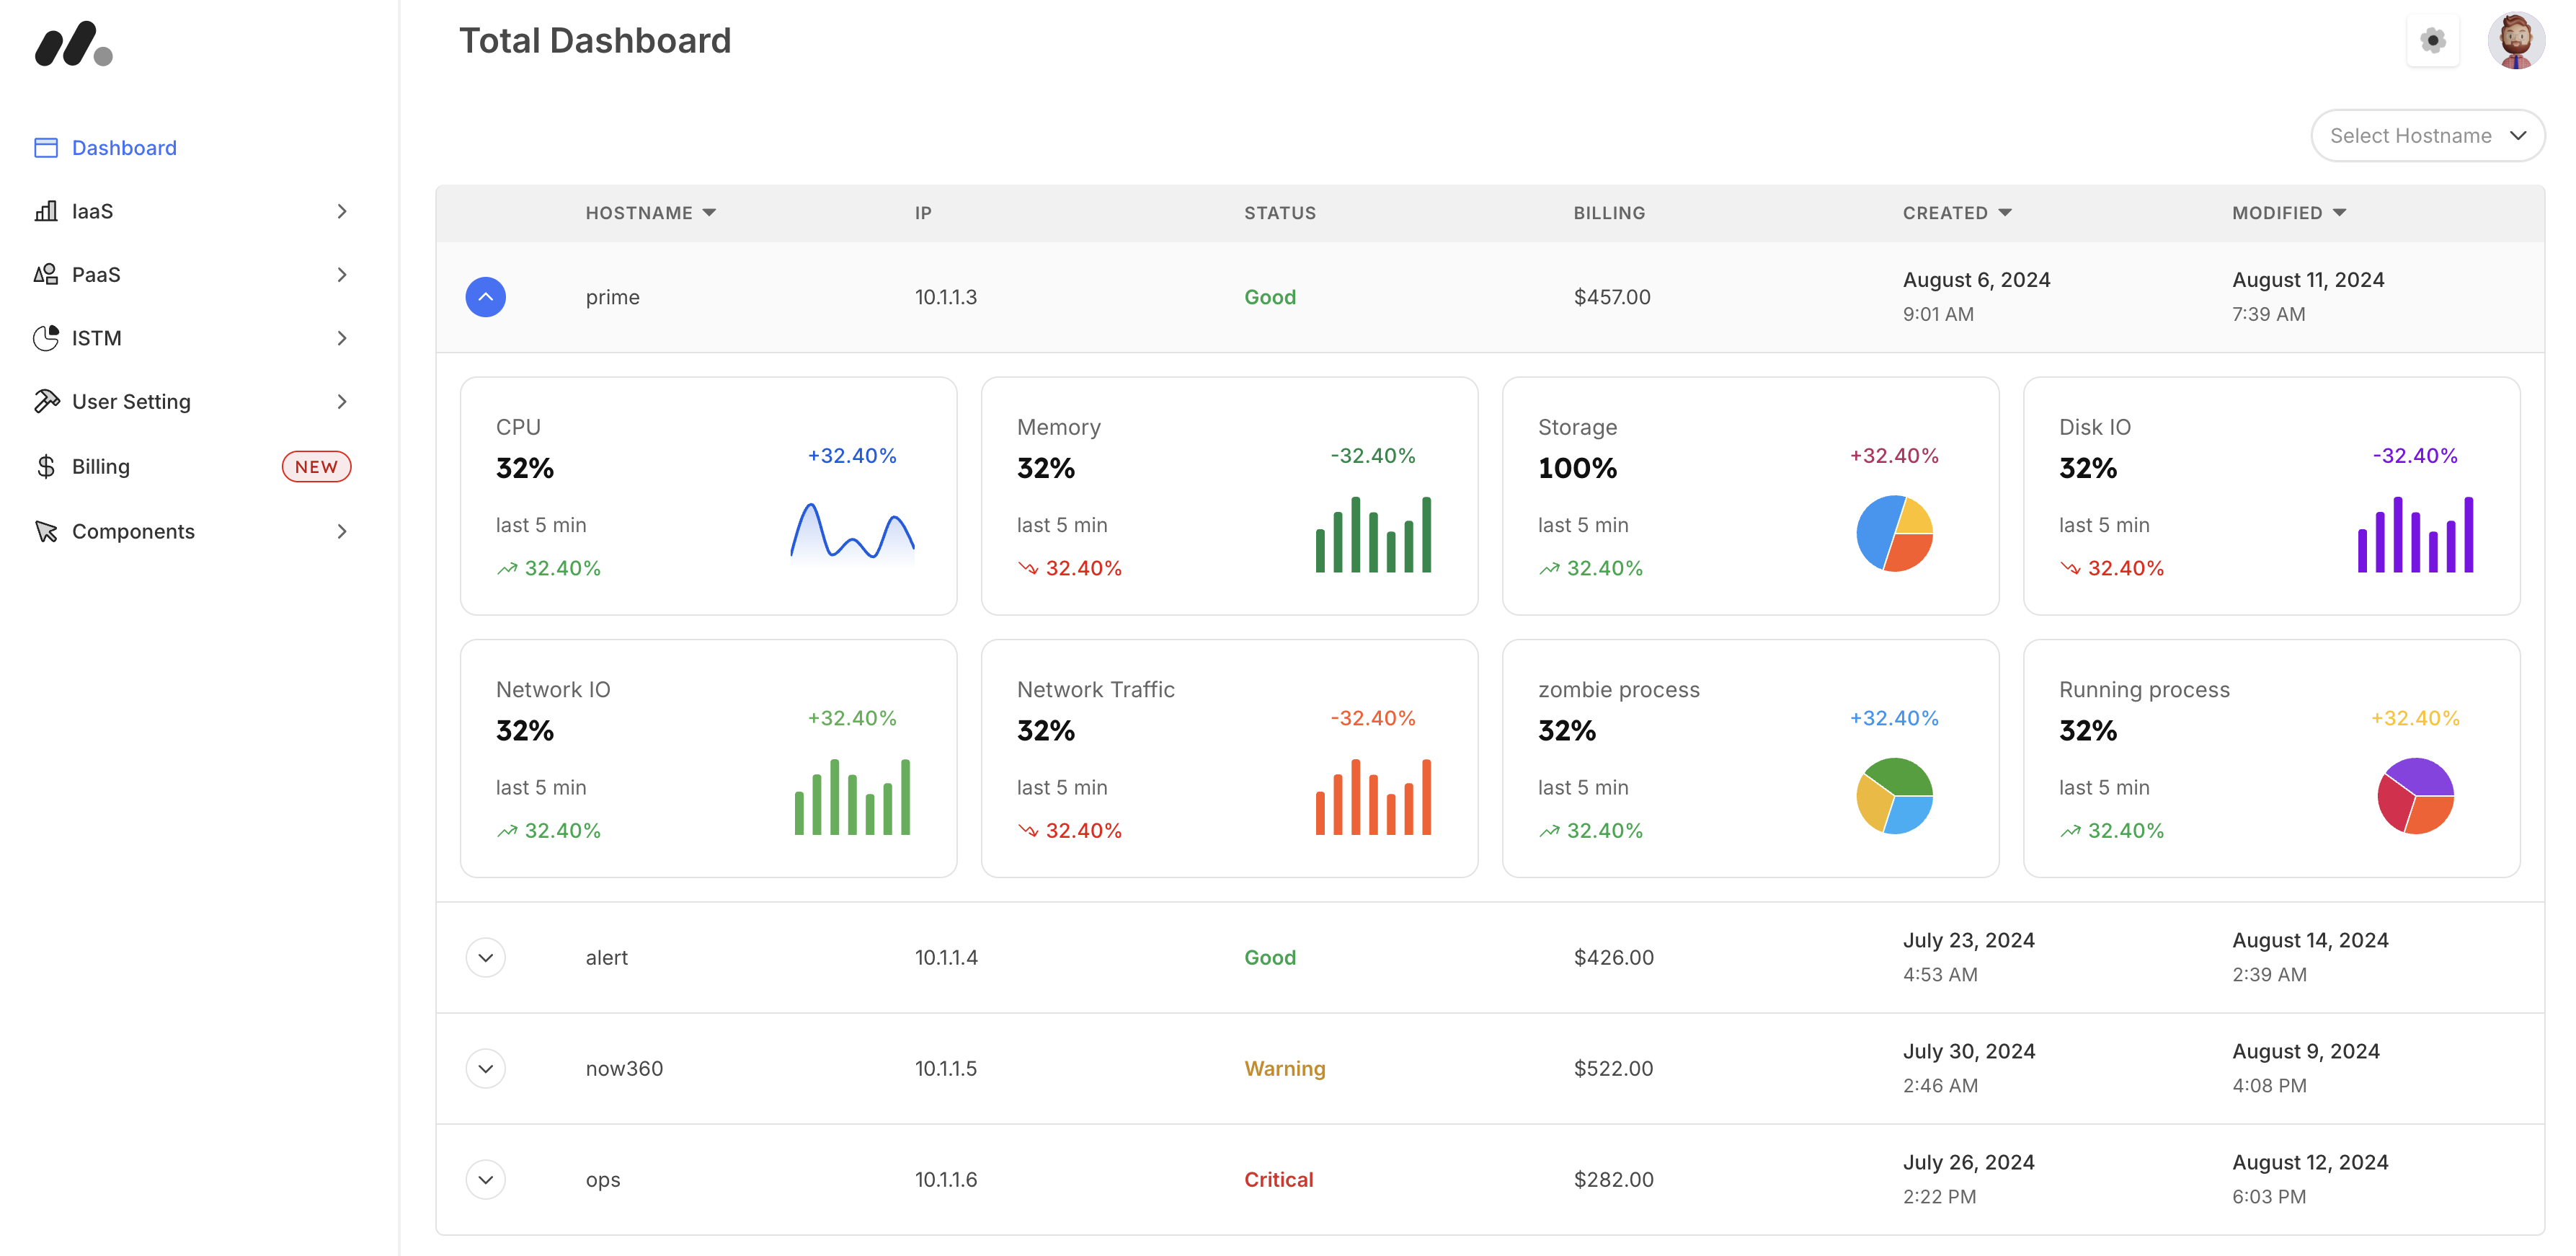 Total Dashboard
Dashboard
IaaS
PaaS
ISTM
User Setting
Billing
NEW
Components
Select Hostname
HOSTNAME IP STATUS BILLING CREATED MODIFIED
prime 10.1.1.3 Good $457.00 August 6, 2024 August 11, 2024
9:01 AM 7:39 AM
CPU
32%
+32.40%
last 5 min
32.40%
Memory
32%
-32.40%
last 5 min
32.40%
Storage
100%
+32.40%
last 5 min
32.40%
Disk IO
32%
-32.40%
last 5 min
32.40%
Network IO
32%
+32.40%
last 5 min
32.40%
Network Traffic
32%
-32.40%
last 5 min
32.40%
zombie process
32%
+32.40%
last 5 min
32.40%
Running process
32%
+32.40%
last 5 min
32.40%
alert 10.1.1.4 Good $426.00 July 23, 2024 August 14, 2024
4:53 AM 2:39 AM
now360 10.1.1.5 Warning $522.00 July 30, 2024 August 9, 2024
2:46 AM 4:08 PM
ops 10.1.1.6 Critical $282.00 July 26, 2024 August 12, 2024
2:22 PM 6:03 PM